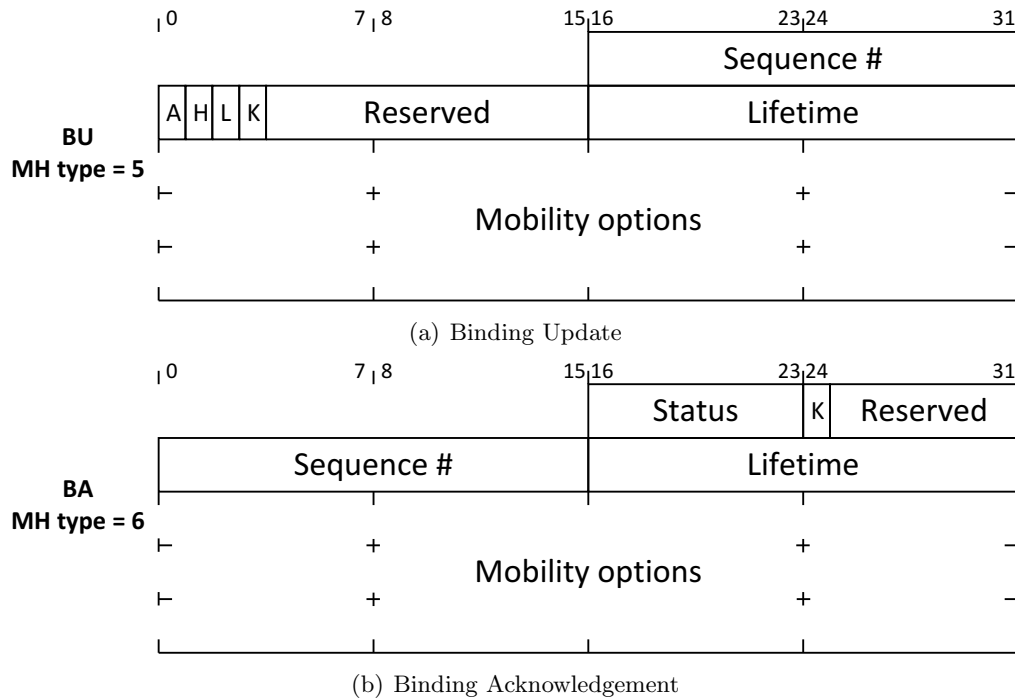 0 7 8 15 16 23 24 31
Sequence #
A H L K Reserved Lifetime
BU
MH type = 5
Mobility options
(a) Binding Update
0 7 8 15 16 23 24 31
Status K Reserved
Sequence # Lifetime
BA
MH type = 6
Mobility options
(b) Binding Acknowledgement